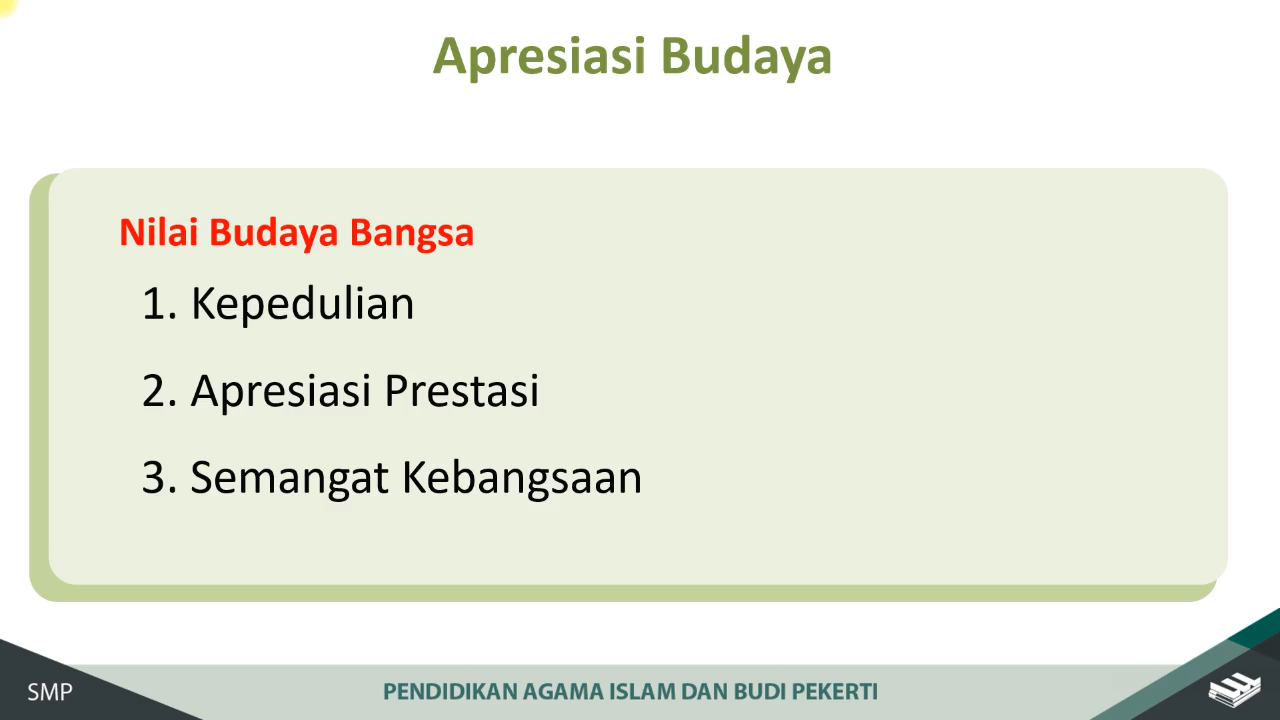 Apresiasi Budaya
Nilai Budaya Bangsa
1. Kepedulian
2. Apresiasi Prestasi
3. Semangat Kebangsaan
SMP
PENDIDIKAN AGAMA ISLAM DAN BUDI PEKERTI